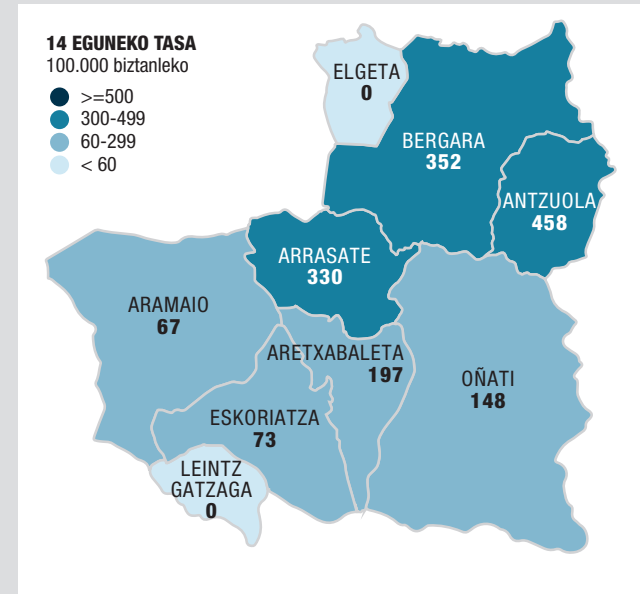 14 EGUNEKO TASA
100.000 biztanleko
>=500
300-499
60-299
< 60
ELGETA
0
BERGARA
352
ANTZUOLA
458
ARRASATE
330
ARAMAIO
67
ARETXABALETA
197
OÑATI
148
ESKORIATZA
73
LEINTZ
GATZAGA
0